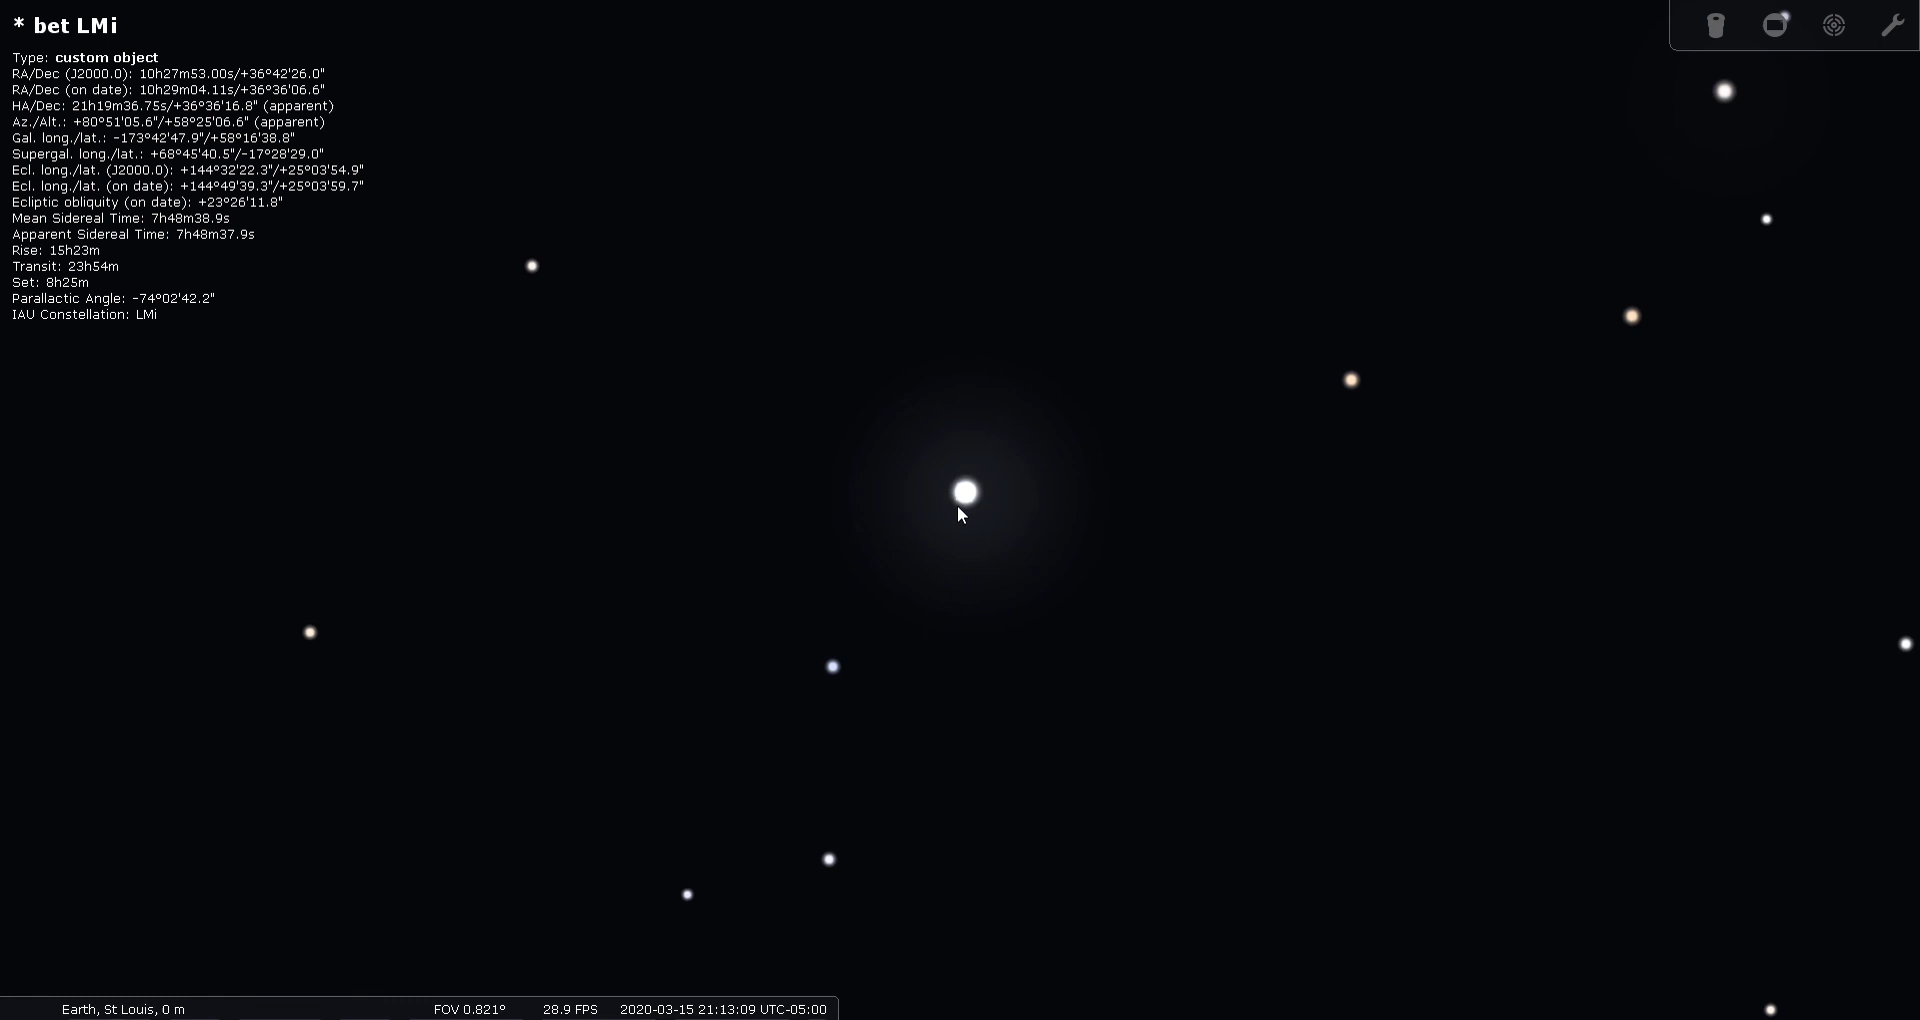 * bet LMi
Type: custom object
RA/Dec (J2000.0): 10h27m53.00s/+36°42'26.0"
RA/Dec (on date): 10h29m04.11s/+36°36'06.6"
HA/Dec: 21h19m36.75s/+36°36'16.8" (apparent)
Az./Alt.: +80°51'05.6"/+58°25'06.6" (apparent)
Gal. long./lat.: -173°42'47.9"/+58°16'38.8"
Supergal. long./lat.: +68°45'40.5"/-17°28'29.0"
Ecl. long./lat. (J2000.0): +144°32'22.3"/+25°03'54.9"
Ecl. long./lat. (on date): +144°49'39.3"/+25°03'59.7"
Ecliptic obliquity (on date): +23°26'11.8"
Mean Sidereal Time: 7h48m38.9s
Apparent Sidereal Time: 7h48m37.9s
Rise: 15h23m
Transit: 23h54m
Set: 8h25m
Parallactic Angle: -74°02'42.2"
IAU Constellation: LMi
Earth, St Louis, 0 m FOV 0.821° 28.9 FPS 2020-03-15 21:13:09 UTC-05:00